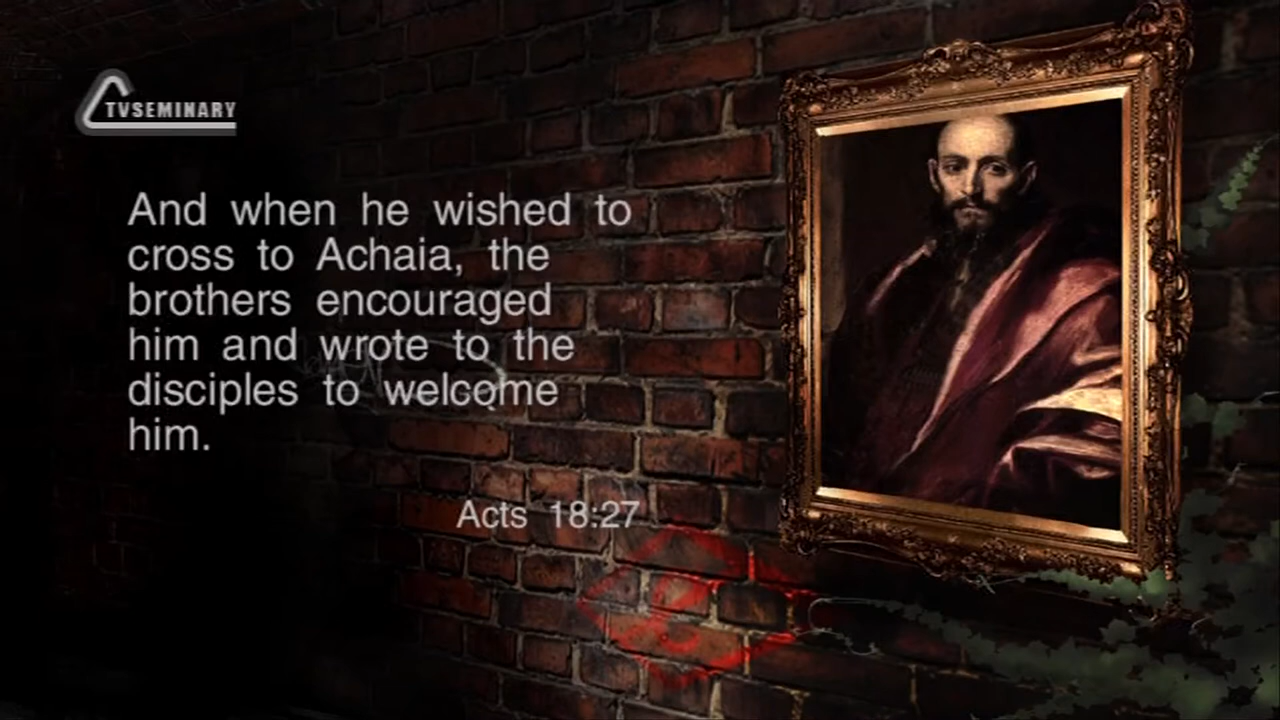 TVSEMINARY
And when he wished to
cross to Achaia, the
brothers encouraged
him and wrote to the
disciples to welcome
him.
Acts 18:27